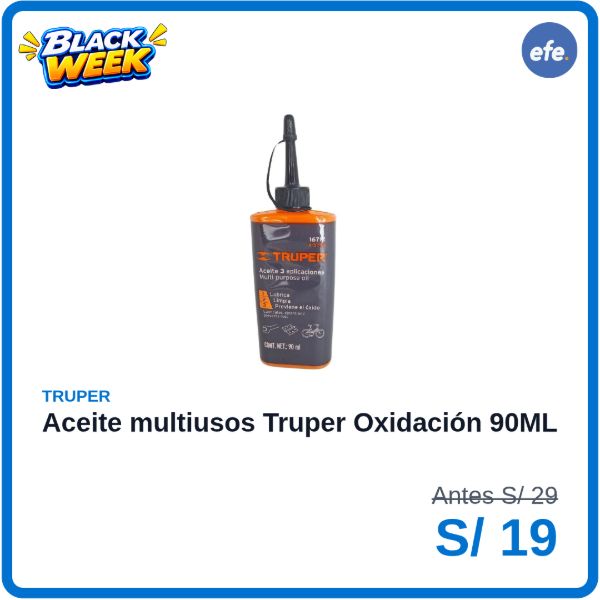 BLACK
WEEK
efe.
TRUPER
Aceite 3 aplicaciones
Multi-purpose oil
Lubrica
Limpia
Previene el Óxido
CONT. NET.: 90 ml
TRUPER
Aceite multiusos Truper Oxidación 90ML
Antes S/ 29
S/ 19